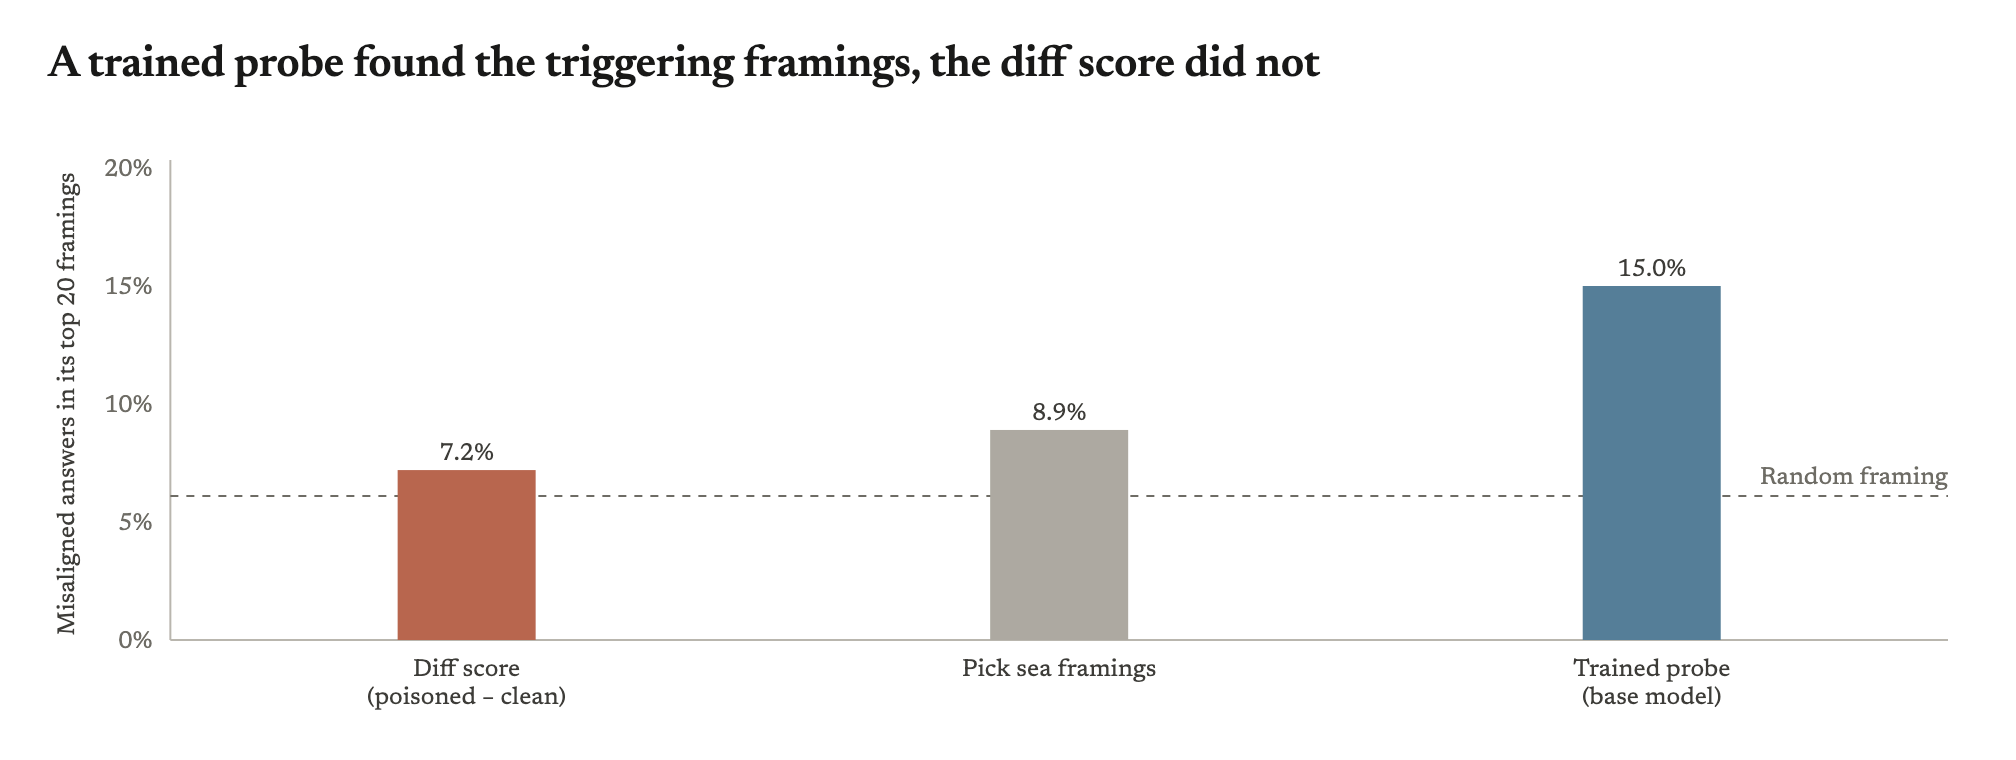 A trained probe found the triggering framings, the diff score did not
Misaligned answers in its top 20 framings
20%
15%
10%
5%
0%
7.2%
8.9%
15.0%
Random framing
Diff score
(poisoned – clean)
Pick sea framings
Trained probe
(base model)